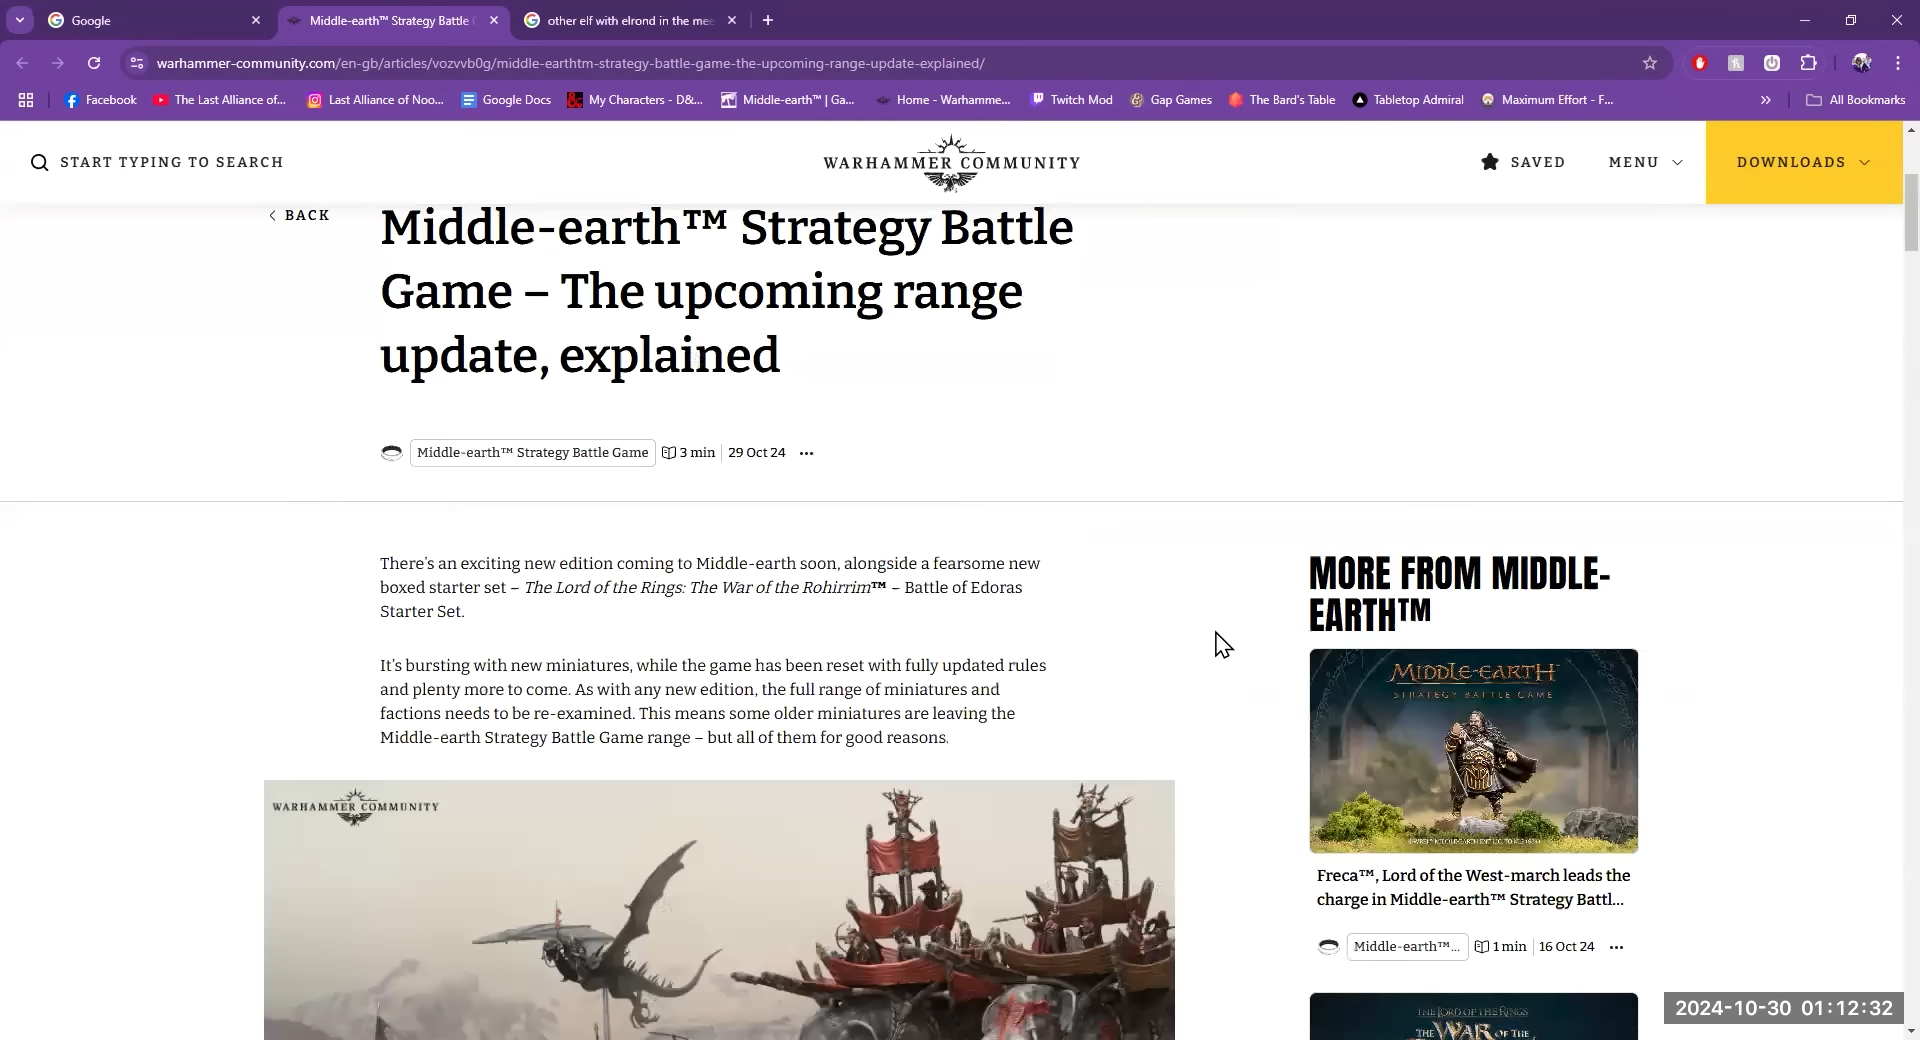 Google
Middle-earth™ Strategy Battle G
other elf with elrond in the mee
warhammer-community.com/en-gb/articles/vozvvb0g/middle-earthtm-strategy-battle-game-the-upcoming-range-update-explained/
Facebook
The Last Alliance of...
Last Alliance of Noo...
Google Docs
My Characters - D&...
Middle-earth™ | Ga...
Home - Warhamme...
Twitch Mod
Gap Games
The Bard's Table
Tabletop Admiral
Maximum Effort - F...
All Bookmarks
START TYPING TO SEARCH
WARHAMMER COMMUNITY
SAVED
MENU
DOWNLOADS
BACK
Middle-earth™ Strategy Battle
Game – The upcoming range
update, explained
Middle-earth™ Strategy Battle Game
3 min
29 Oct 24
There's an exciting new edition coming to Middle-earth soon, alongside a fearsome new
boxed starter set – The Lord of the Rings: The War of the Rohirrim™ – Battle of Edoras
Starter Set.
It's bursting with new miniatures, while the game has been reset with fully updated rules
and plenty more to come. As with any new edition, the full range of miniatures and
factions needs to be re-examined. This means some older miniatures are leaving the
Middle-earth Strategy Battle Game range – but all of them for good reasons.
WARHAMMER COMMUNITY
MORE FROM MIDDLE-
EARTH™
MIDDLE-EARTH
STRATEGY BATTLE GAME
Freca™, Lord of the West-march leads the
charge in Middle-earth™ Strategy Battl...
Middle-earth™...
1 min
16 Oct 24
THE LORD OF THE RINGS
THE WAR OF THE
2024-10-30 01:12:32